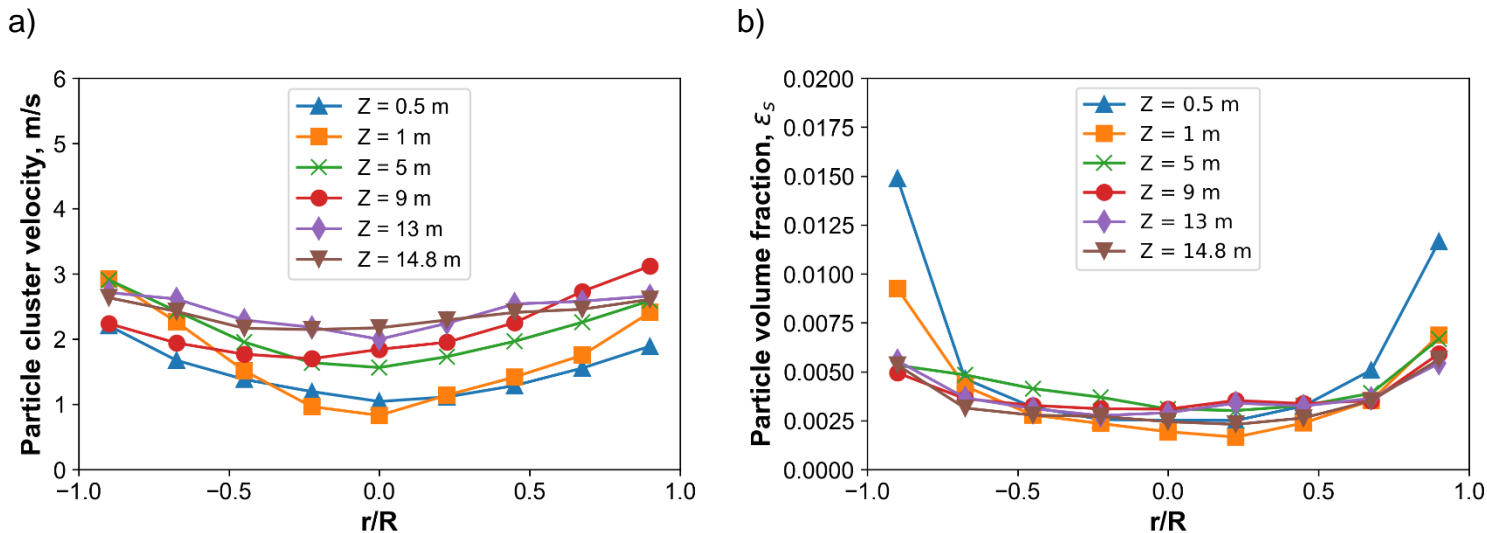 a)
Particle cluster velocity, m/s
6
5
4
3
2
1
0
Z = 0.5 m
Z = 1 m
Z = 5 m
Z = 9 m
Z = 13 m
Z = 14.8 m
−1.0
−0.5
0.0
0.5
1.0
r/R
b)
Particle volume fraction, εs
0.0200
0.0175
0.0150
0.0125
0.0100
0.0075
0.0050
0.0025
0.0000
Z = 0.5 m
Z = 1 m
Z = 5 m
Z = 9 m
Z = 13 m
Z = 14.8 m
−1.0
−0.5
0.0
0.5
1.0
r/R